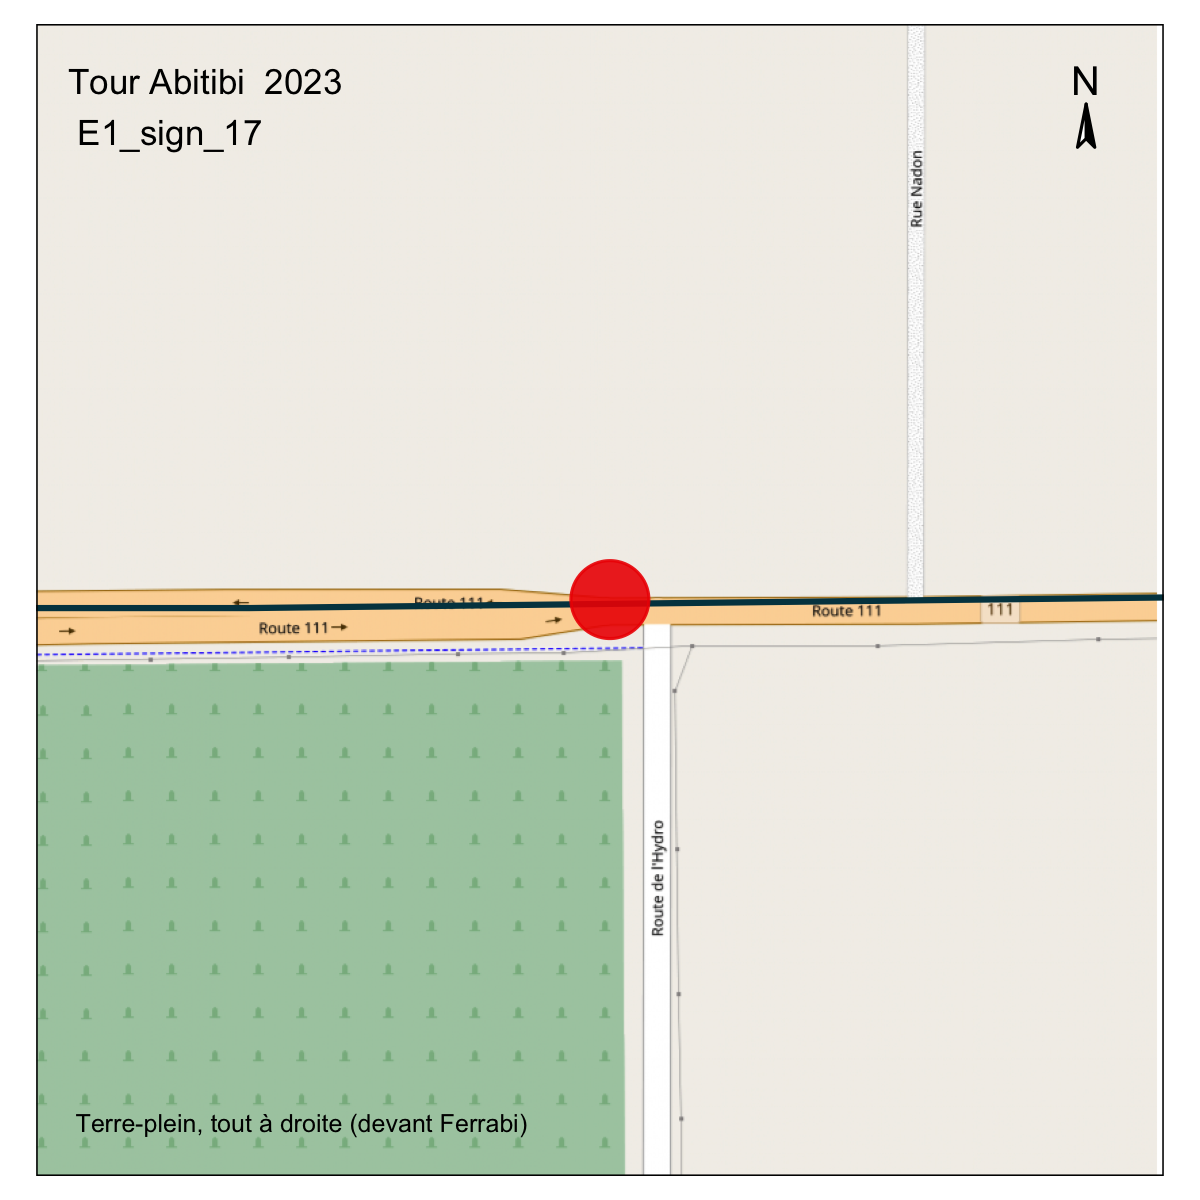 Tour Abitibi  2023
E1_sign_17
N
Rue Nadon
Route 111
Route 111
Route 111
111
Route de l'Hydro
Terre-plein, tout à droite (devant Ferrabi)